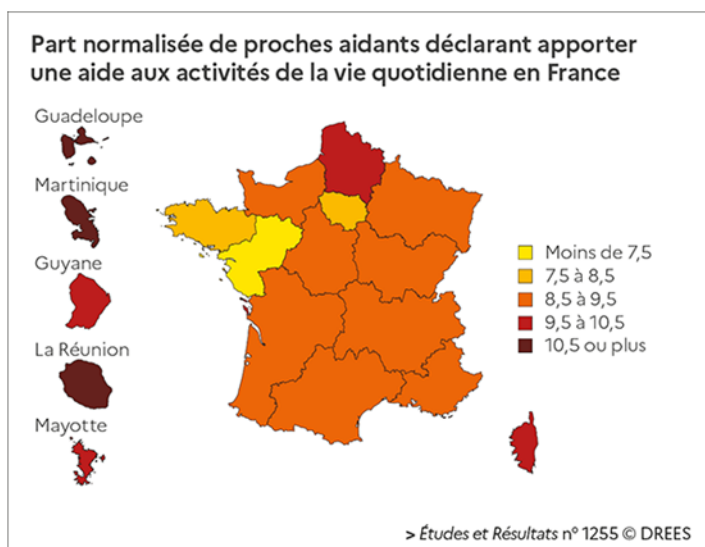 Part normalisée de proches aidants déclarant apporter
une aide aux activités de la vie quotidienne en France
Guadeloupe
Martinique
Guyane
La Réunion
Mayotte
Moins de 7,5
7,5 à 8,5
8,5 à 9,5
9,5 à 10,5
10,5 ou plus
> Études et Résultats n° 1255 © DREES